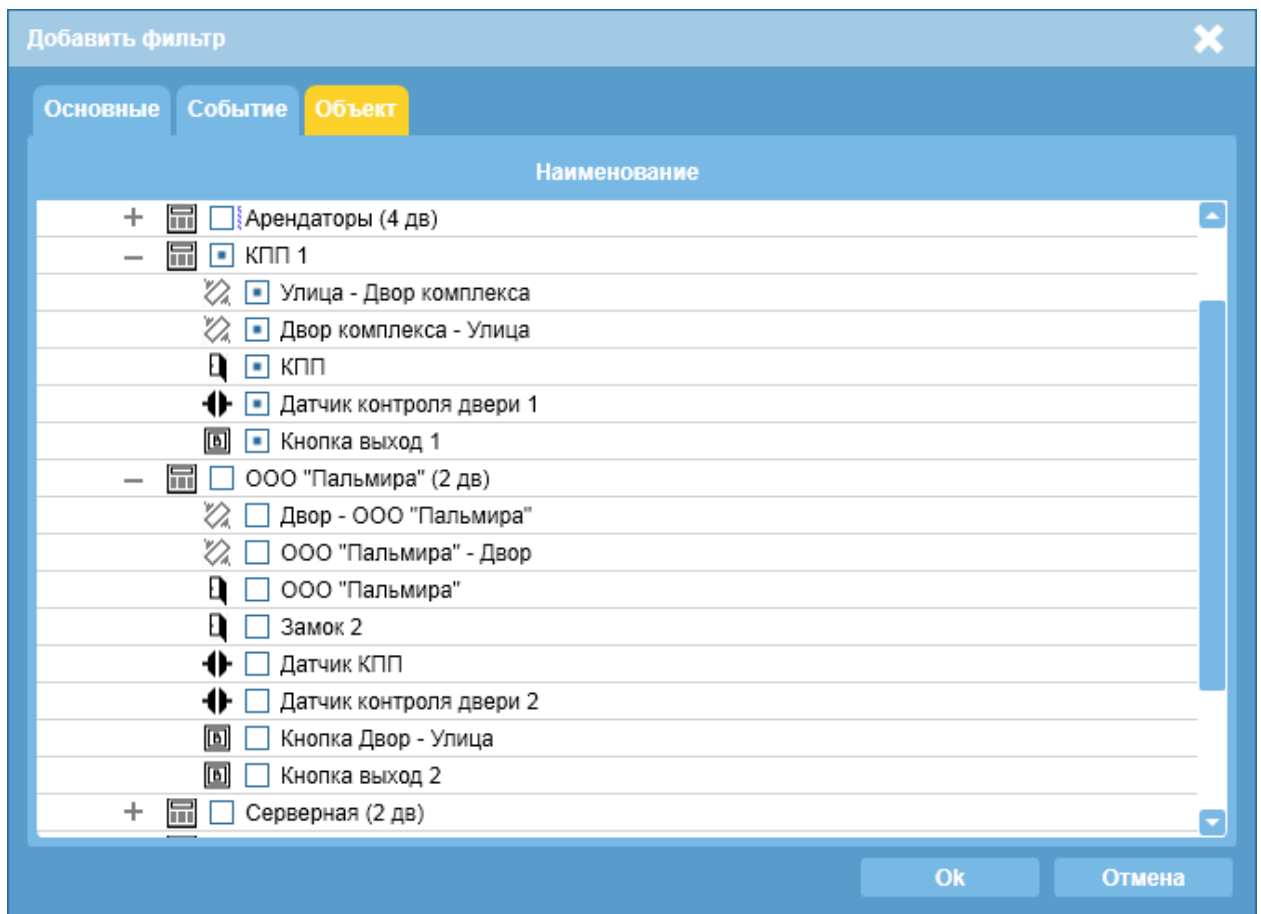 Добавить фильтр
Основные Событие Объект
Наименование
Арендаторы (4 дв)
КПП 1
Улица - Двор комплекса
Двор комплекса - Улица
КПП
Датчик контроля двери 1
Кнопка выход 1
ООО "Пальмира" (2 дв)
Двор - ООО "Пальмира"
ООО "Пальмира" - Двор
ООО "Пальмира"
Замок 2
Датчик КПП
Датчик контроля двери 2
Кнопка Двор - Улица
Кнопка выход 2
Серверная (2 дв)
Ok Отмена